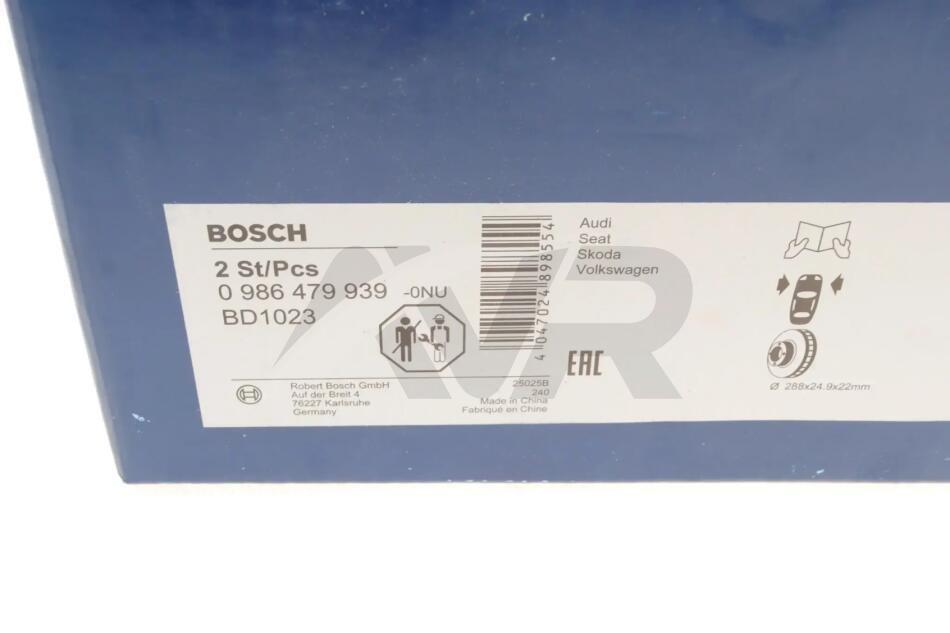 BOSCH
2 St/Pcs
0 986 479 939 -0NU
BD1023
Robert Bosch GmbH
Auf der Breit 4
76227 Karlsruhe
Germany
4 047024 898554
25025B
240
Made in China
Fabriqué en Chine
Audi
Seat
Skoda
Volkswagen
EAC
Ø 288x24.9x22mm